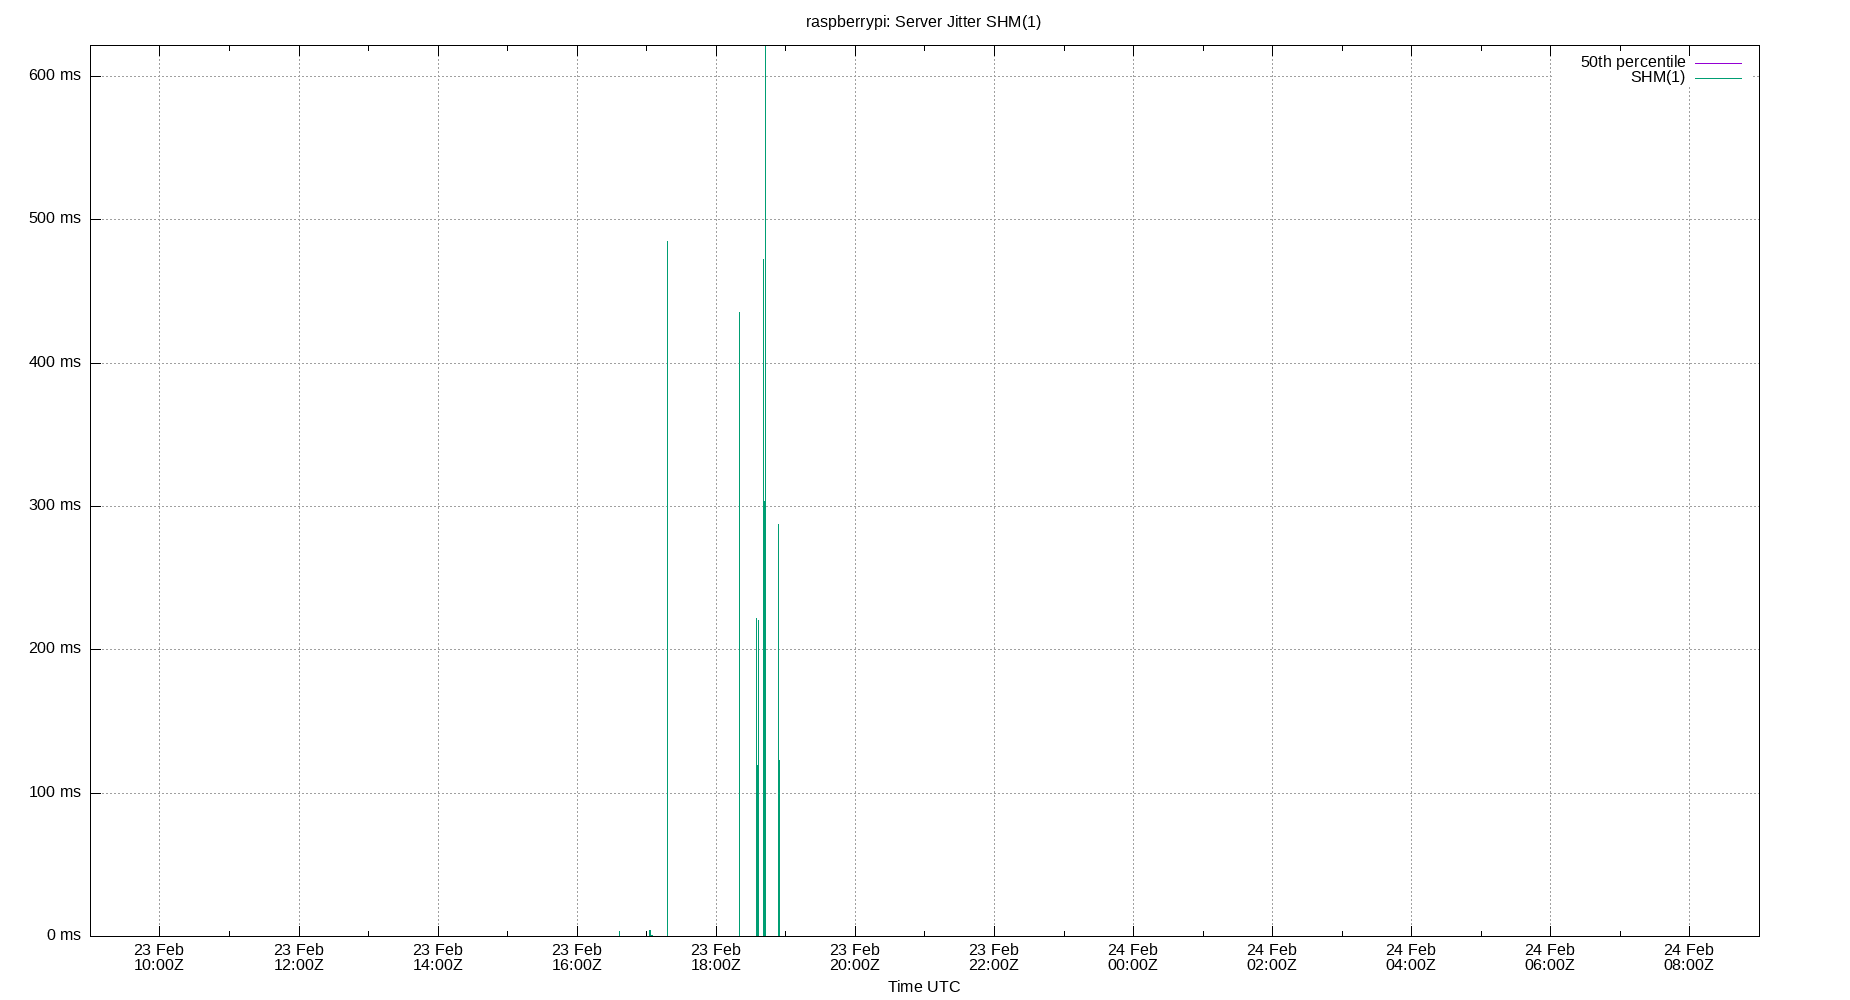 raspberrypi: Server Jitter SHM(1)
600 ms
500 ms
400 ms
300 ms
200 ms
100 ms
0 ms
50th percentile
SHM(1)
23 Feb 23 Feb 23 Feb 23 Feb 23 Feb 23 Feb 23 Feb 24 Feb 24 Feb 24 Feb 24 Feb 24 Feb
10:00Z 12:00Z 14:00Z 16:00Z 18:00Z 20:00Z 22:00Z 00:00Z 02:00Z 04:00Z 06:00Z 08:00Z
Time UTC